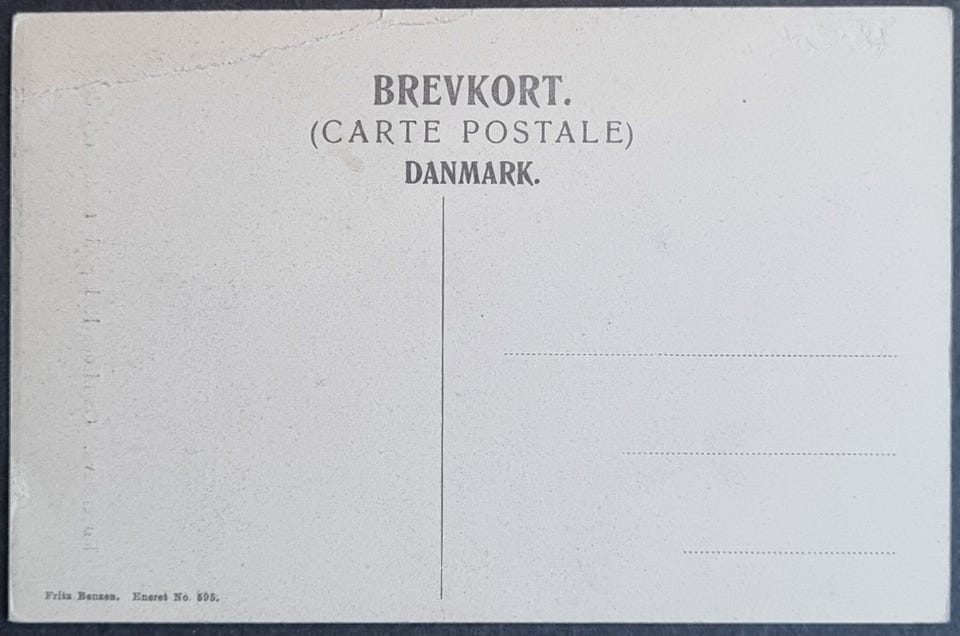 BREVKORT.
(CARTE POSTALE)
DANMARK.
Fritz Benzen. Eneret No. 595.